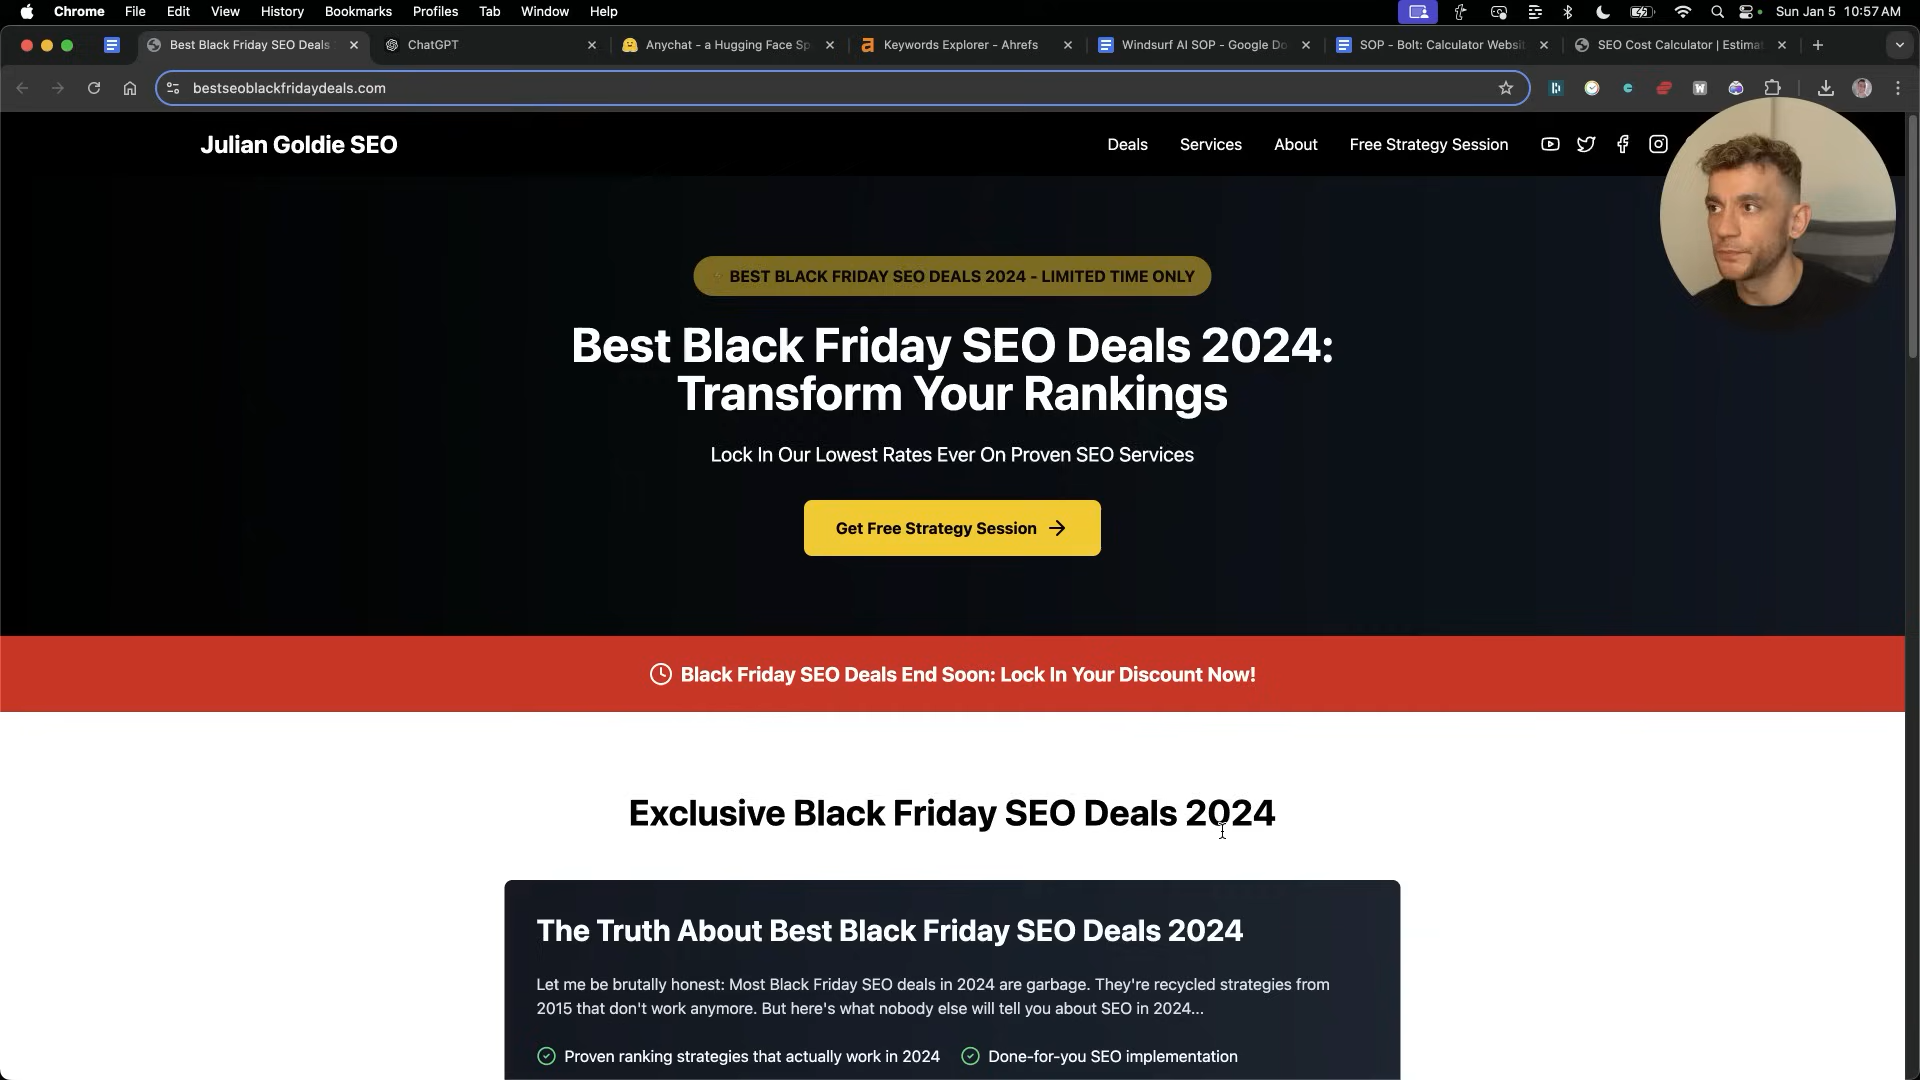 Chrome File Edit View History Bookmarks Profiles Tab Window Help Sun Jan 5 10:57 AM
Best Black Friday SEO Deals ChatGPT Anychat - a Hugging Face Sp Keywords Explorer - Ahrefs Windsurf AI SOP - Google Do SOP - Bolt: Calculator Websit SEO Cost Calculator | Estimat
bestseoblackfridaydeals.com
Julian Goldie SEO Deals Services About Free Strategy Session
BEST BLACK FRIDAY SEO DEALS 2024 - LIMITED TIME ONLY
Best Black Friday SEO Deals 2024:
Transform Your Rankings
Lock In Our Lowest Rates Ever On Proven SEO Services
Get Free Strategy Session
Black Friday SEO Deals End Soon: Lock In Your Discount Now!
Exclusive Black Friday SEO Deals 2024
The Truth About Best Black Friday SEO Deals 2024
Let me be brutally honest: Most Black Friday SEO deals in 2024 are garbage. They're recycled strategies from
2015 that don't work anymore. But here's what nobody else will tell you about SEO in 2024...
Proven ranking strategies that actually work in 2024 Done-for-you SEO implementation